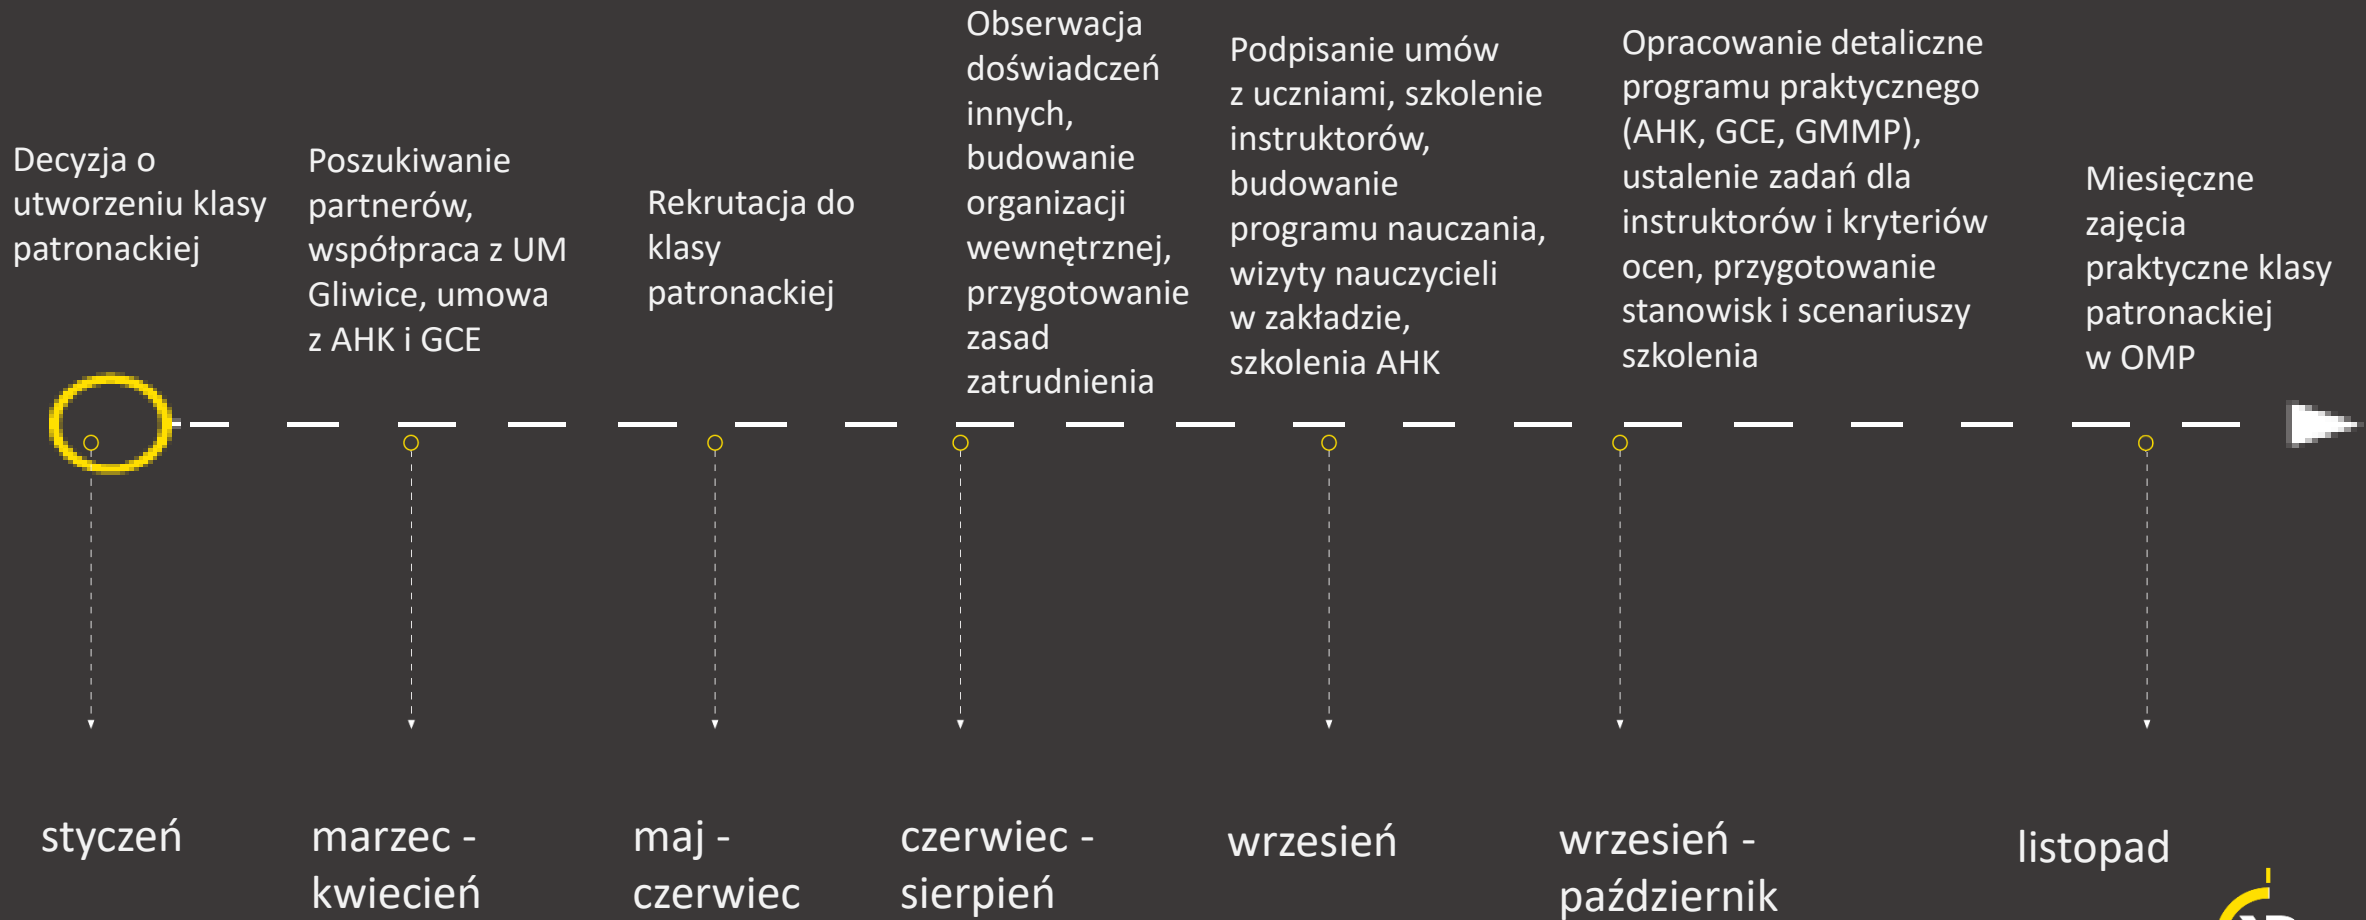 Decyzja o
utworzeniu klasy
patronackiej
Poszukiwanie
partnerów,
współpraca z UM
Gliwice, umowa
z AHK i GCE
Rekrutacja do
klasy
patronackiej
Obserwacja
doświadczeń
innych,
budowanie
organizacji
wewnętrznej,
przygotowanie
zasad
zatrudnienia
Podpisanie umów
z uczniami, szkolenie
instruktorów,
budowanie
programu nauczania,
wizyty nauczycieli
w zakładzie,
szkolenia AHK
Opracowanie detaliczne
programu praktycznego
(AHK, GCE, GMMP),
ustalenie zadań dla
instruktorów i kryteriów
ocen, przygotowanie
stanowisk i scenariuszy
szkolenia
Miesięczne
zajęcia
praktyczne klasy
patronackiej
w OMP
styczeń
marzec -
kwiecień
maj -
czerwiec
czerwiec -
sierpień
wrzesień
wrzesień -
październik
listopad